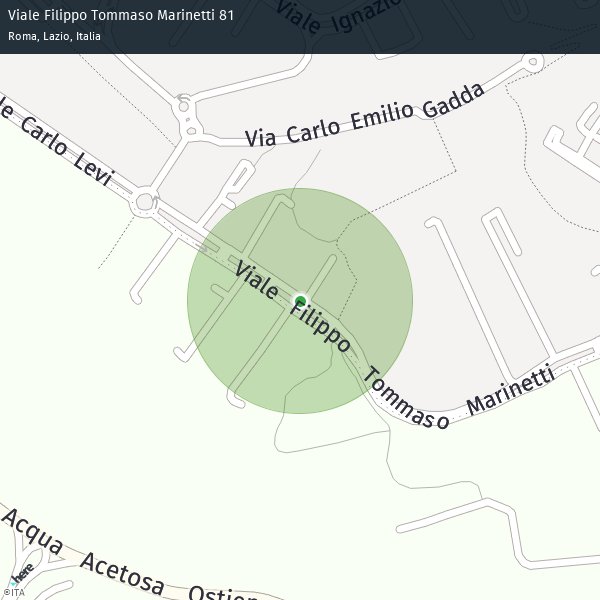 Viale Filippo Tommaso Marinetti 81
Roma, Lazio, Italia
Viale Ignazio
Via Carlo Emilio Gadda
le Carlo Levi
Viale Filippo Tommaso Marinetti
Acqua Acetosa Ostien
here
©ITA